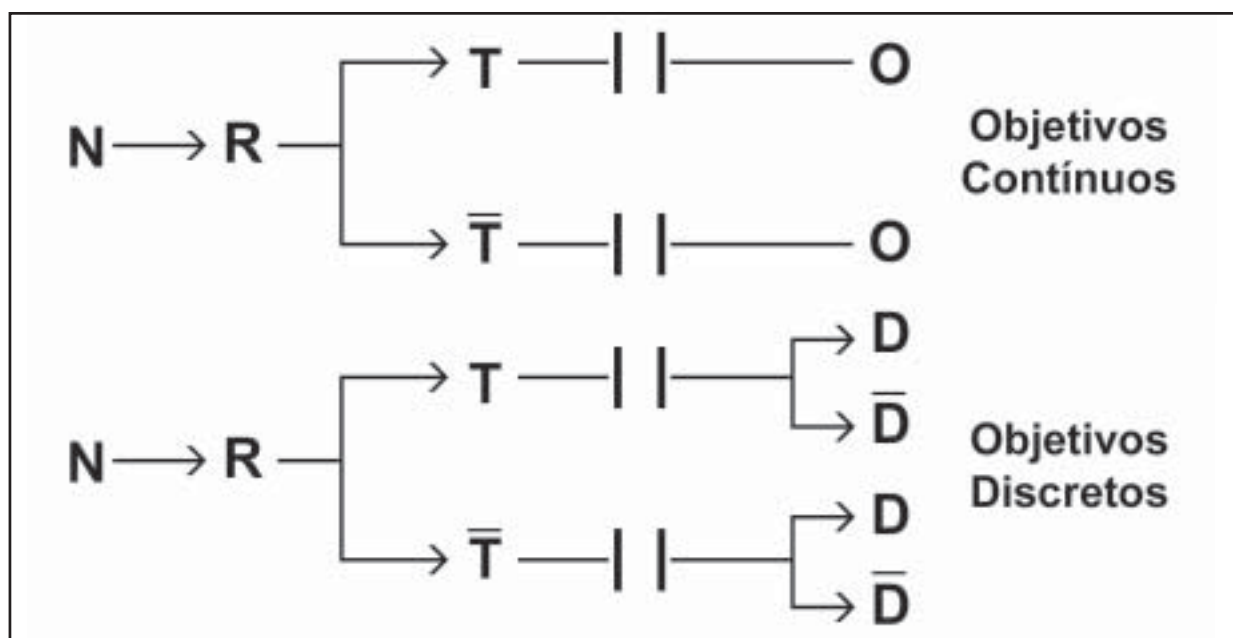 N R T O
T̅ O
Objetivos
Contínuos
N R T D
D̅
T̅ D
D̅
Objetivos
Discretos